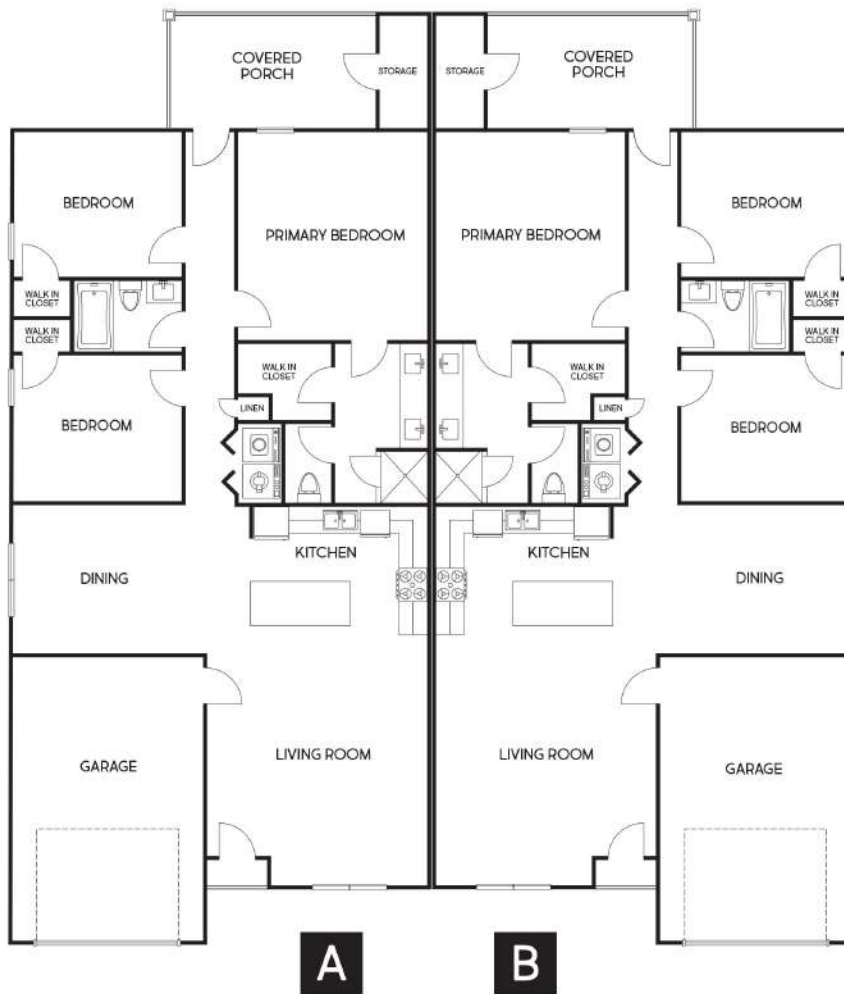 COVERED
PORCH
STORAGE
STORAGE
COVERED
PORCH
BEDROOM
PRIMARY BEDROOM
PRIMARY BEDROOM
BEDROOM
WALK IN
CLOSET
WALK IN
CLOSET
WALK IN
CLOSET
WALK IN
CLOSET
WALK IN
CLOSET
WALK IN
CLOSET
LINEN
LINEN
BEDROOM
BEDROOM
KITCHEN
KITCHEN
DINING
DINING
LIVING ROOM
LIVING ROOM
GARAGE
GARAGE
A
B